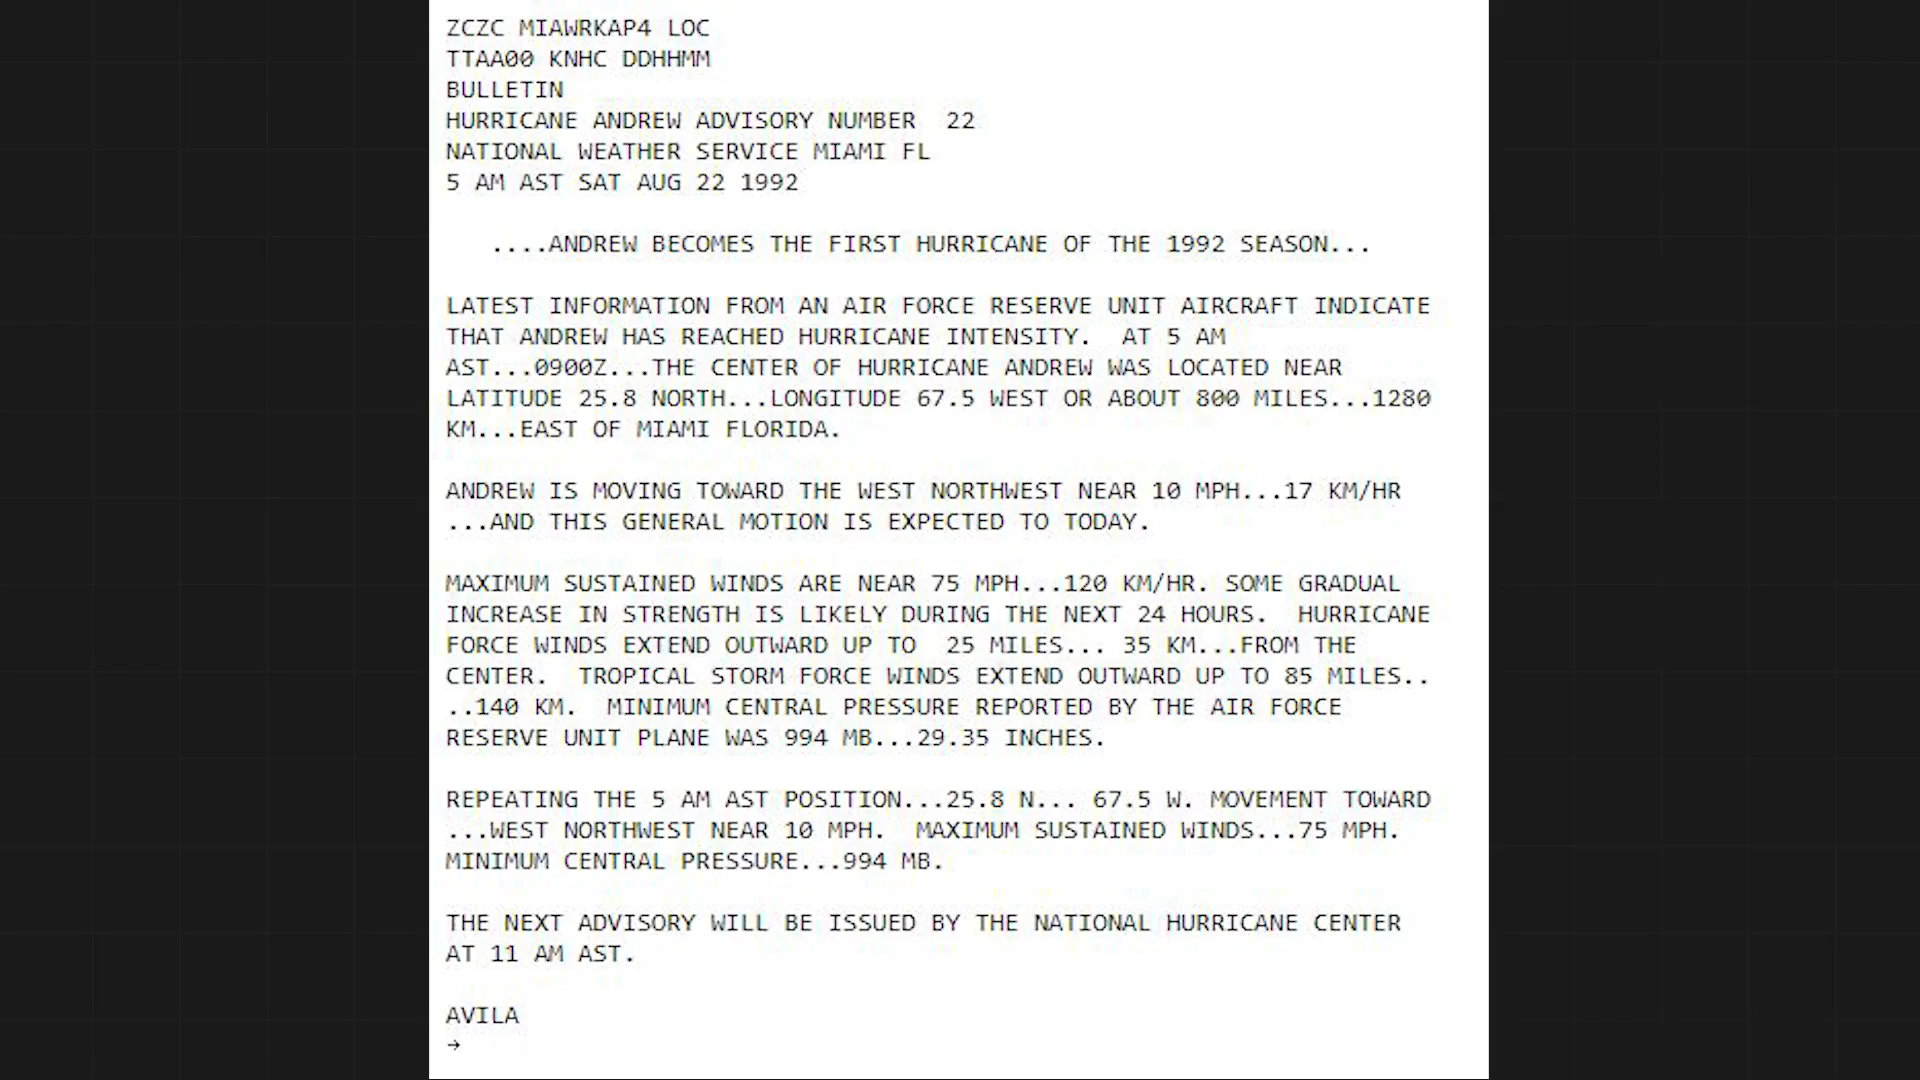 ZCZC MIAWRKAP4 LOC
TTAA00 KNHC DDHHMM
BULLETIN
HURRICANE ANDREW ADVISORY NUMBER  22
NATIONAL WEATHER SERVICE MIAMI FL
5 AM AST SAT AUG 22 1992
....ANDREW BECOMES THE FIRST HURRICANE OF THE 1992 SEASON...
LATEST INFORMATION FROM AN AIR FORCE RESERVE UNIT AIRCRAFT INDICATE
THAT ANDREW HAS REACHED HURRICANE INTENSITY.  AT 5 AM
AST...0900Z...THE CENTER OF HURRICANE ANDREW WAS LOCATED NEAR
LATITUDE 25.8 NORTH...LONGITUDE 67.5 WEST OR ABOUT 800 MILES...1280
KM...EAST OF MIAMI FLORIDA.
ANDREW IS MOVING TOWARD THE WEST NORTHWEST NEAR 10 MPH...17 KM/HR
...AND THIS GENERAL MOTION IS EXPECTED TO TODAY.
MAXIMUM SUSTAINED WINDS ARE NEAR 75 MPH...120 KM/HR. SOME GRADUAL
INCREASE IN STRENGTH IS LIKELY DURING THE NEXT 24 HOURS.  HURRICANE
FORCE WINDS EXTEND OUTWARD UP TO  25 MILES... 35 KM...FROM THE
CENTER.  TROPICAL STORM FORCE WINDS EXTEND OUTWARD UP TO 85 MILES..
..140 KM.  MINIMUM CENTRAL PRESSURE REPORTED BY THE AIR FORCE
RESERVE UNIT PLANE WAS 994 MB...29.35 INCHES.
REPEATING THE 5 AM AST POSITION...25.8 N... 67.5 W. MOVEMENT TOWARD
...WEST NORTHWEST NEAR 10 MPH.  MAXIMUM SUSTAINED WINDS...75 MPH.
MINIMUM CENTRAL PRESSURE...994 MB.
THE NEXT ADVISORY WILL BE ISSUED BY THE NATIONAL HURRICANE CENTER
AT 11 AM AST.
AVILA
→